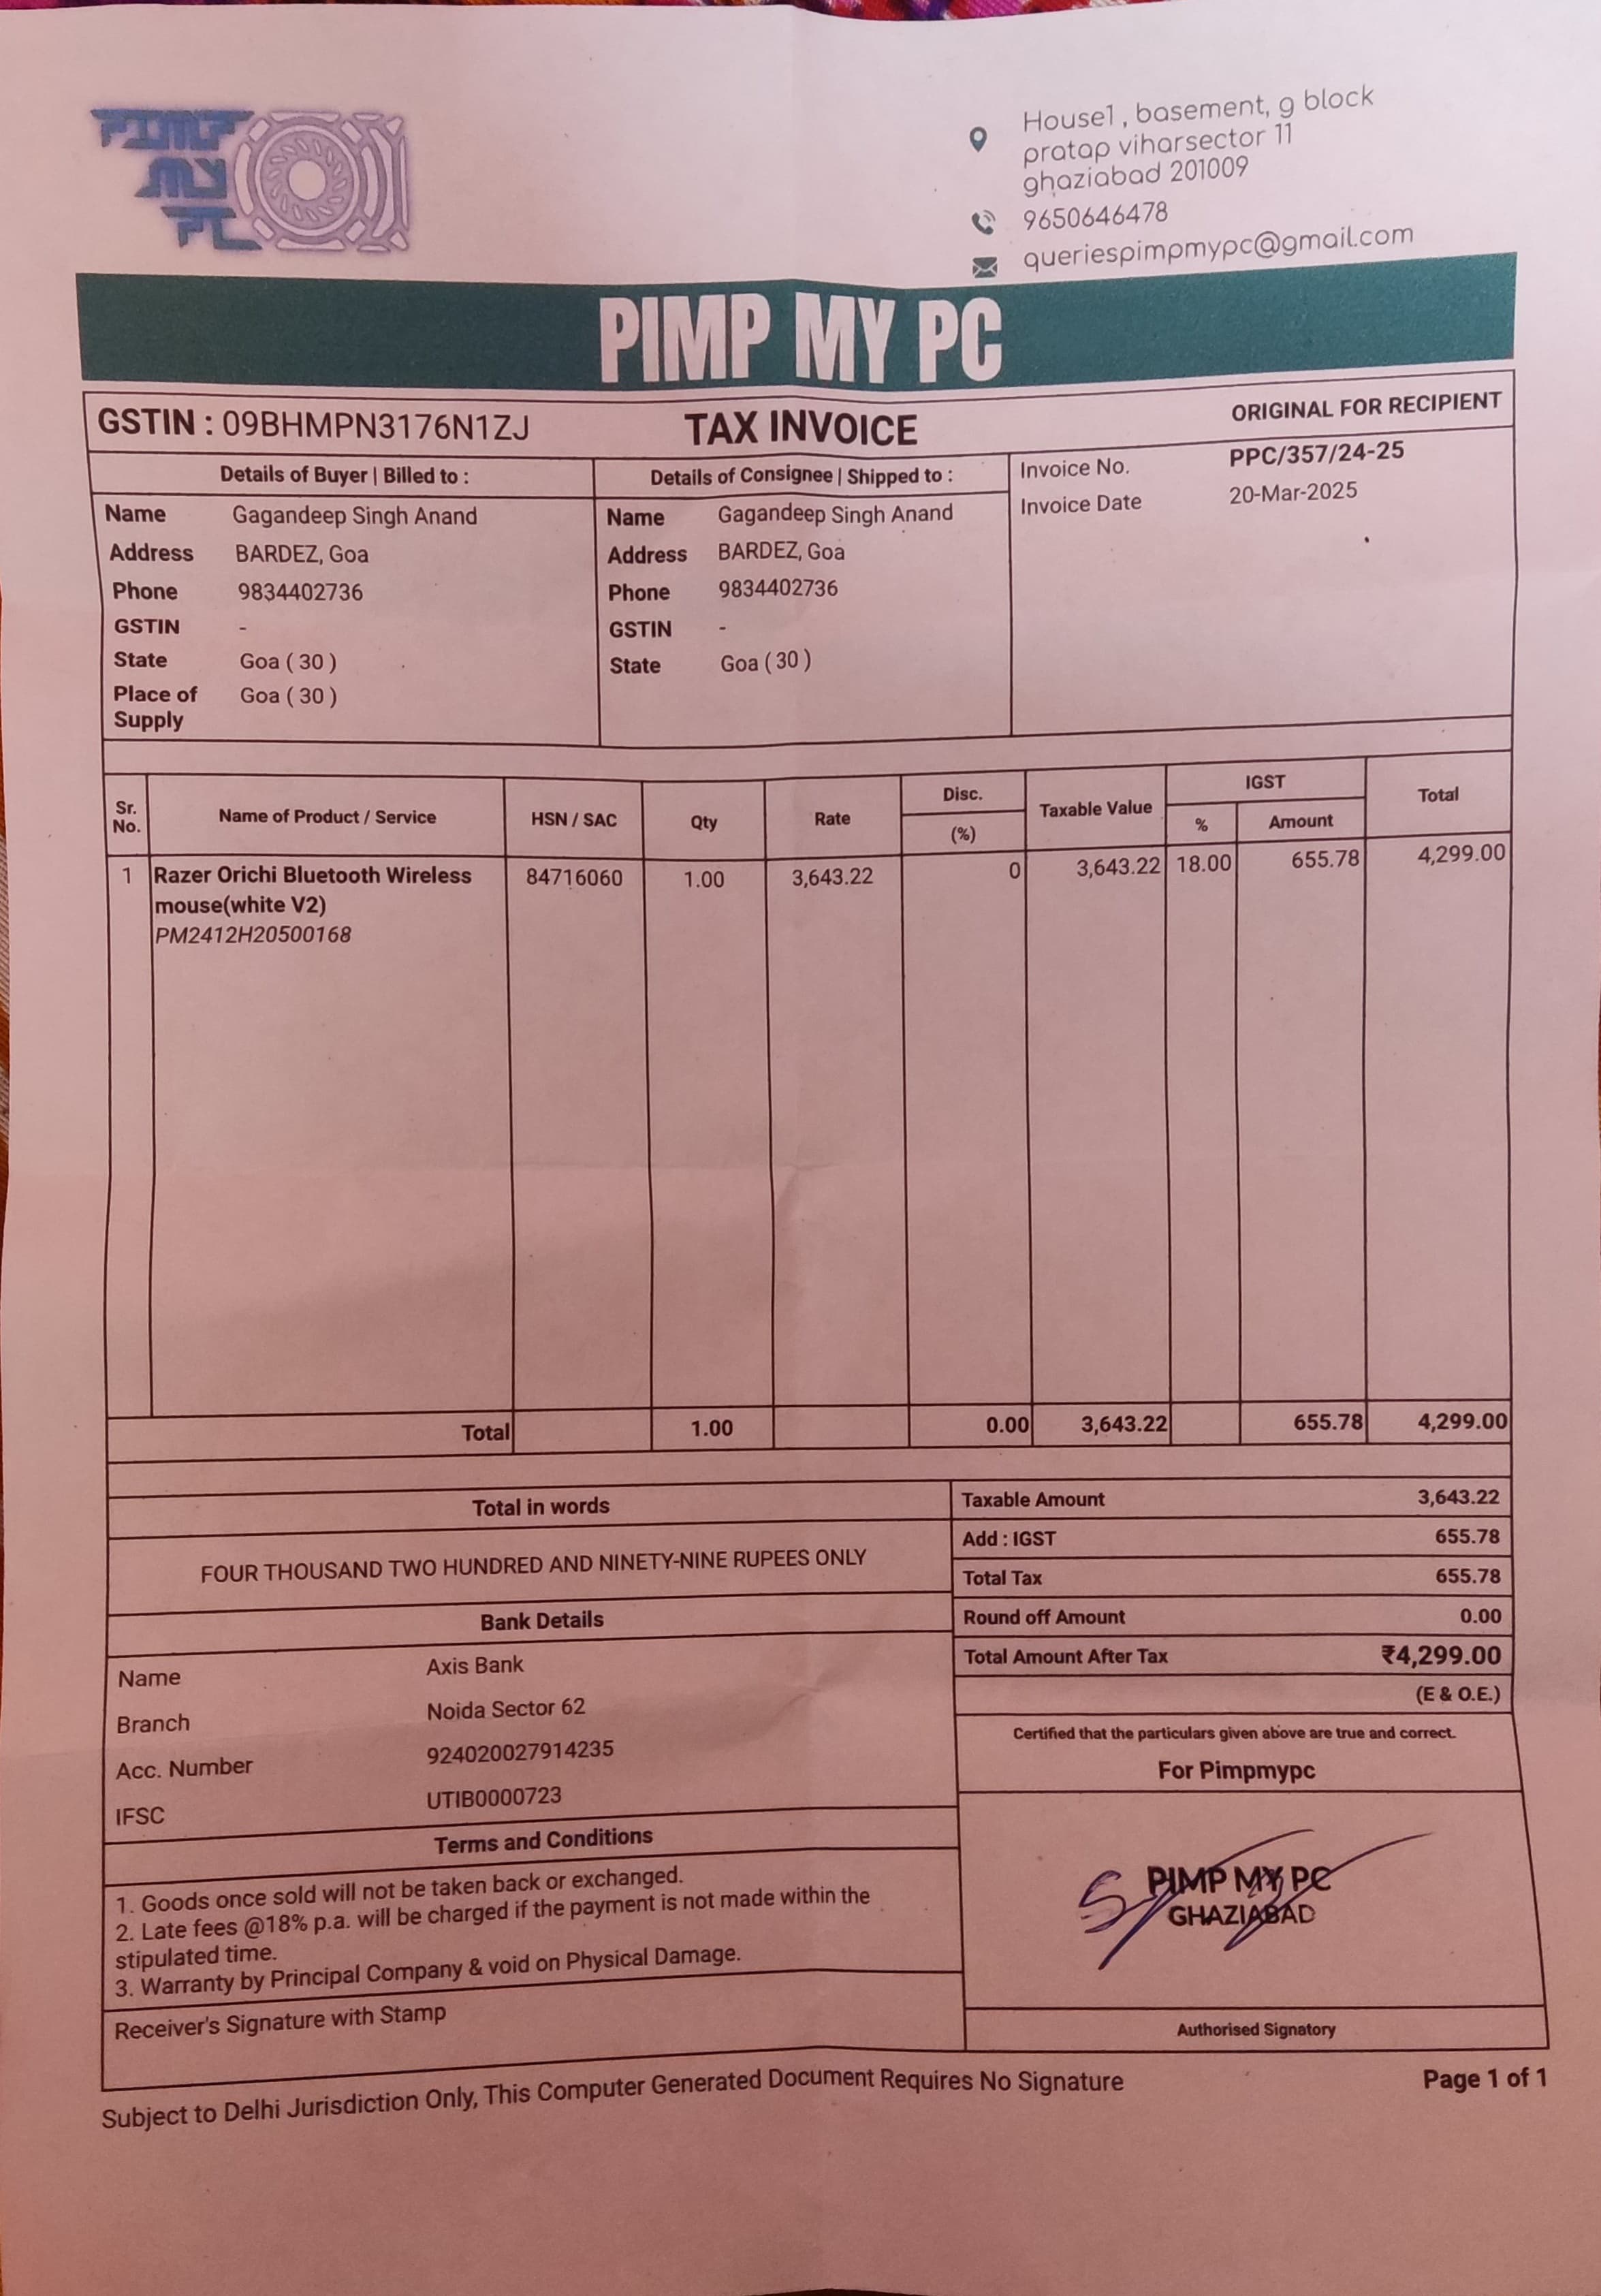 PIMP
MY
PC
House1 , basement, g block
pratap viharsector 11
ghaziabad 201009
9650646478
queriespimpmypc@gmail.com
PIMP MY PC
GSTIN : 09BHMPN3176N1ZJ TAX INVOICE ORIGINAL FOR RECIPIENT
Details of Buyer | Billed to : Details of Consignee | Shipped to : Invoice No. PPC/357/24-25
Invoice Date 20-Mar-2025
Name Gagandeep Singh Anand Name Gagandeep Singh Anand
Address BARDEZ, Goa Address BARDEZ, Goa
Phone 9834402736 Phone 9834402736
GSTIN - GSTIN -
State Goa ( 30 ) State Goa ( 30 )
Place of Supply Goa ( 30 )
Sr. No. Name of Product / Service HSN / SAC Qty Rate Disc. (%) Taxable Value IGST % Amount Total
1 Razer Orichi Bluetooth Wireless 84716060 1.00 3,643.22 0 3,643.22 18.00 655.78 4,299.00
mouse(white V2)
PM2412H20500168
Total 1.00 0.00 3,643.22 655.78 4,299.00
Total in words
FOUR THOUSAND TWO HUNDRED AND NINETY-NINE RUPEES ONLY
Taxable Amount 3,643.22
Add : IGST 655.78
Total Tax 655.78
Round off Amount 0.00
Total Amount After Tax ₹4,299.00
(E & O.E.)
Bank Details
Name Axis Bank
Branch Noida Sector 62
Acc. Number 924020027914235
IFSC UTIB0000723
Certified that the particulars given above are true and correct.
For Pimpmypc
Terms and Conditions
1. Goods once sold will not be taken back or exchanged.
2. Late fees @18% p.a. will be charged if the payment is not made within the
stipulated time.
3. Warranty by Principal Company & void on Physical Damage.
PIMP MY PC
GHAZIABAD
Receiver's Signature with Stamp
Authorised Signatory
Subject to Delhi Jurisdiction Only, This Computer Generated Document Requires No Signature
Page 1 of 1